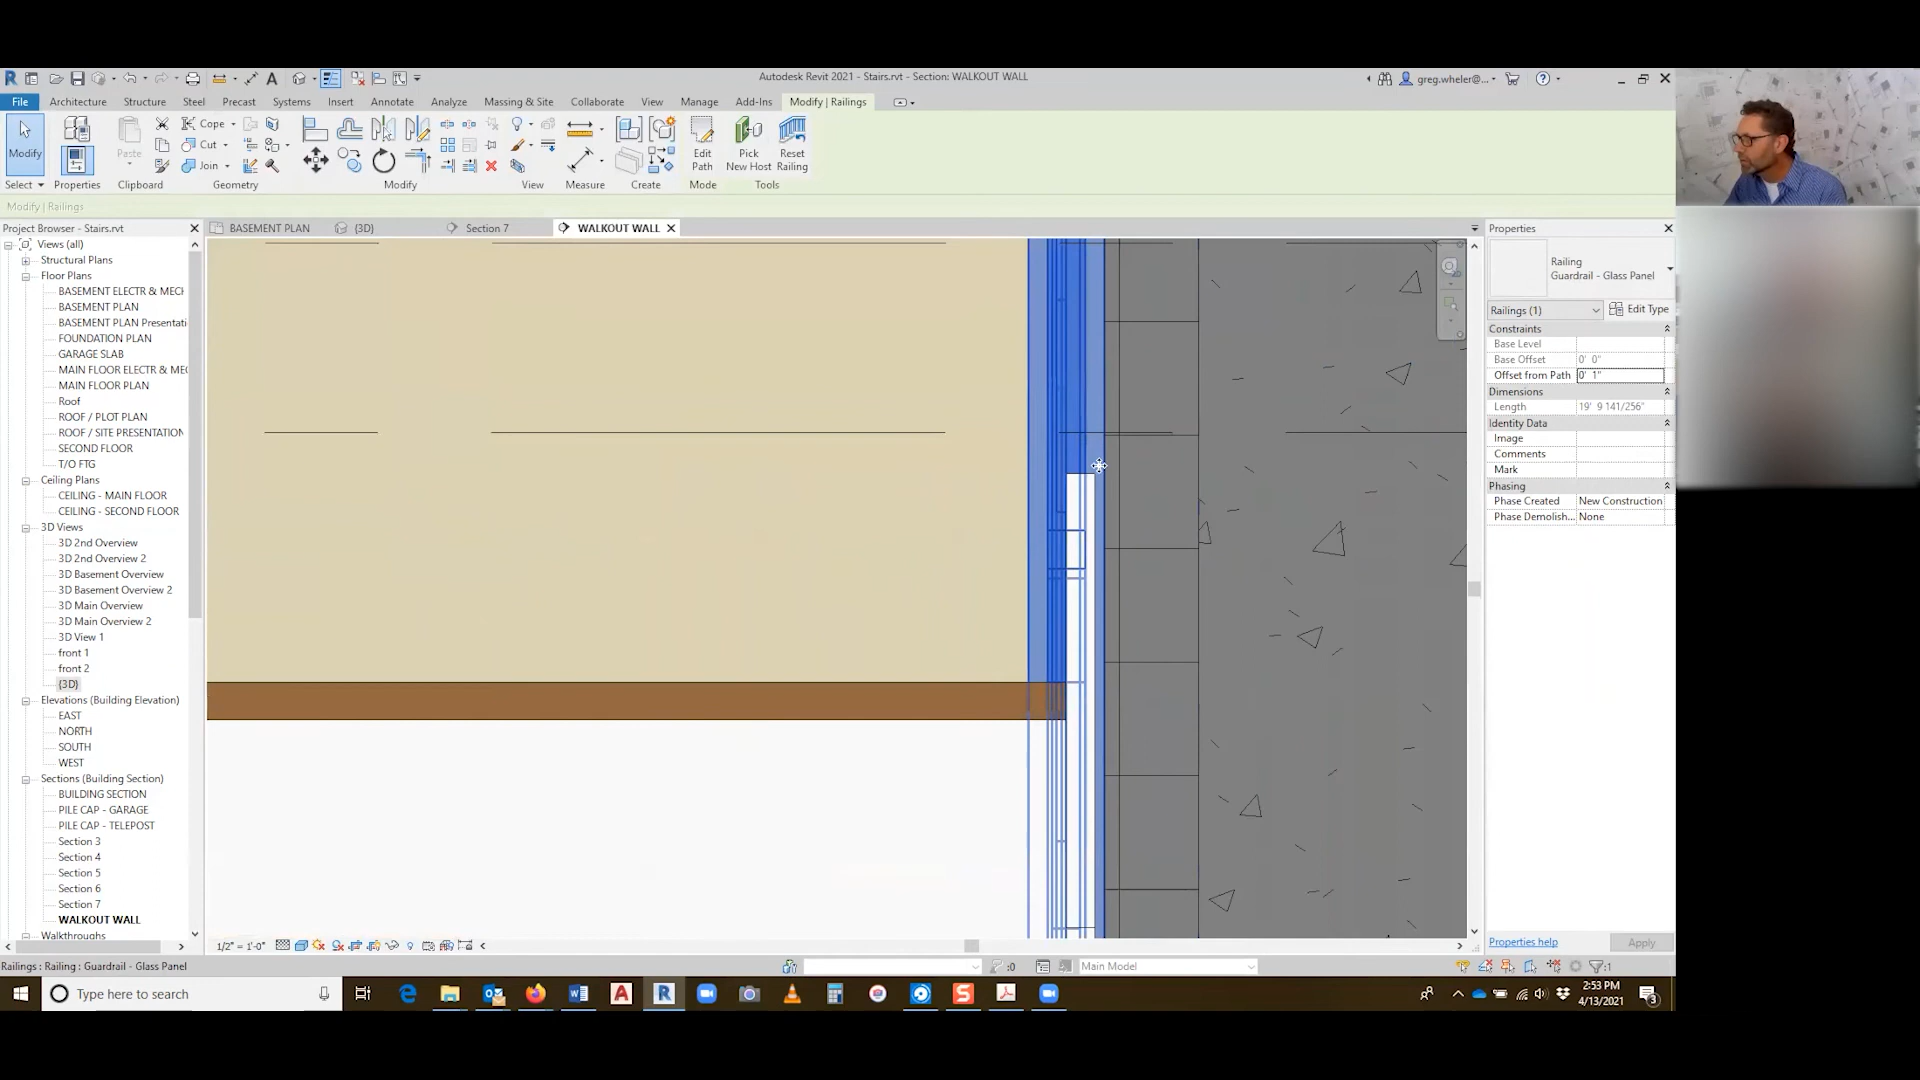 Autodesk Revit 2021 - Stairs.rvt - Section: WALKOUT WALL
greg.wheler@...
File Architecture Structure Steel Precast Systems Insert Annotate Analyze Massing & Site Collaborate View Manage Add-Ins Modify | Railings
Modify
Paste
Cope
Cut
Join
Edit Path
Pick New Host
Reset Railing
Select Properties Clipboard Geometry Modify View Measure Create Mode Tools
Modify | Railings
Project Browser - Stairs.rvt
BASEMENT PLAN {3D} Section 7 WALKOUT WALL
Views (all)
Structural Plans
Floor Plans
BASEMENT ELECTR & MECH
BASEMENT PLAN
BASEMENT PLAN Presentati
FOUNDATION PLAN
GARAGE SLAB
MAIN FLOOR ELECTR & MEC
MAIN FLOOR PLAN
Roof
ROOF / PLOT PLAN
ROOF / SITE PRESENTATION
SECOND FLOOR
T/O FTG
Ceiling Plans
CEILING - MAIN FLOOR
CEILING - SECOND FLOOR
3D Views
3D 2nd Overview
3D 2nd Overview 2
3D Basement Overview
3D Basement Overview 2
3D Main Overview
3D Main Overview 2
3D View 1
front 1
front 2
{3D}
Elevations (Building Elevation)
EAST
NORTH
SOUTH
WEST
Sections (Building Section)
BUILDING SECTION
PILE CAP - GARAGE
PILE CAP - TELEPOST
Section 3
Section 4
Section 5
Section 6
Section 7
WALKOUT WALL
Walkthroughs
Properties
Railing
Guardrail - Glass Panel
Railings (1) Edit Type
Constraints
Base Level
Base Offset 0' 0"
Offset from Path 0' 1"
Dimensions
Length 19' 9 141/256"
Identity Data
Image
Comments
Mark
Phasing
Phase Created New Construction
Phase Demolish... None
Properties help Apply
1/2" = 1'-0"
Railings : Railing : Guardrail - Glass Panel
:0
Main Model
:1
Type here to search
2:53 PM
4/13/2021
3